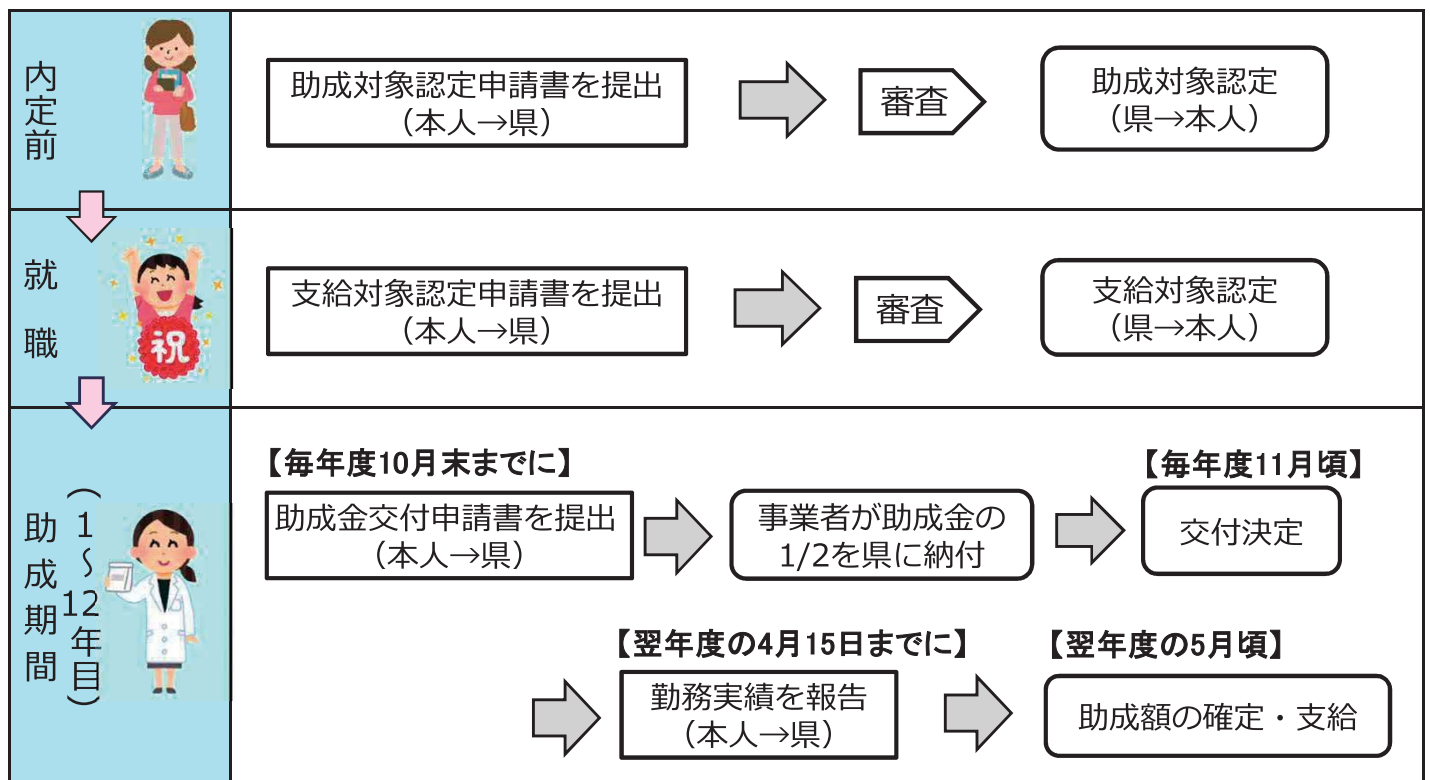 内定前
助成対象認定申請書を提出
（本人→県）
審査
助成対象認定
（県→本人）
就職
祝
支給対象認定申請書を提出
（本人→県）
審査
支給対象認定
（県→本人）
助成期間
（1～12年目）
【毎年度10月末までに】
助成金交付申請書を提出
（本人→県）
事業者が助成金の
1/2を県に納付
【毎年度11月頃】
交付決定
【翌年度の4月15日までに】
勤務実績を報告
（本人→県）
【翌年度の5月頃】
助成額の確定・支給